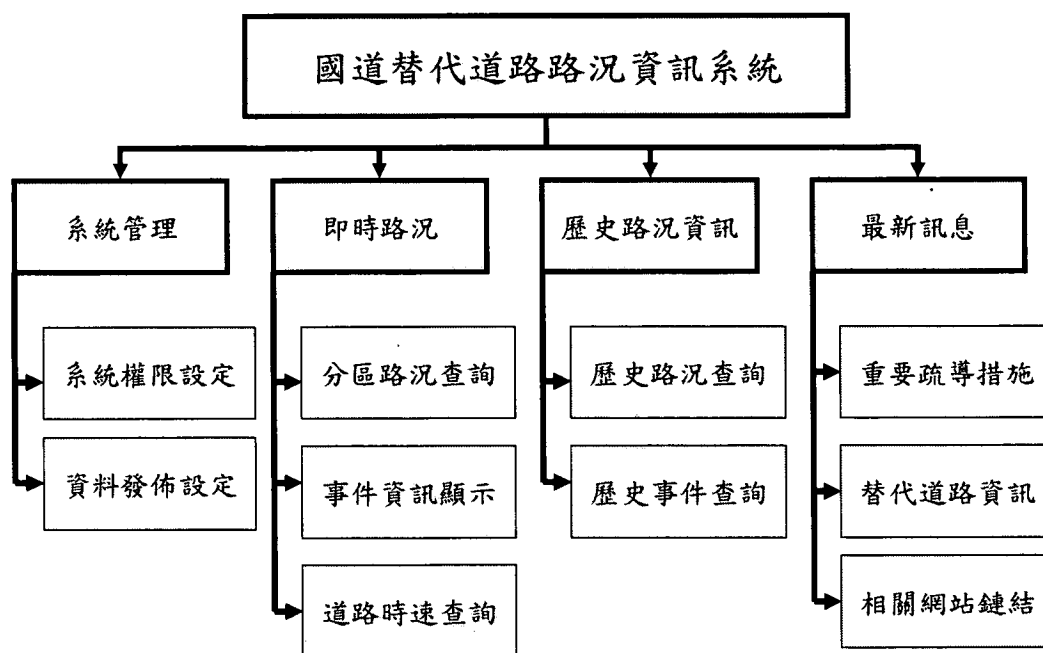 國道替代道路路況資訊系統
系統管理
即時路況
歷史路況資訊
最新訊息
系統權限設定
分區路況查詢
歷史路況查詢
重要疏導措施
資料發佈設定
事件資訊顯示
歷史事件查詢
替代道路資訊
道路時速查詢
相關網站鏈結